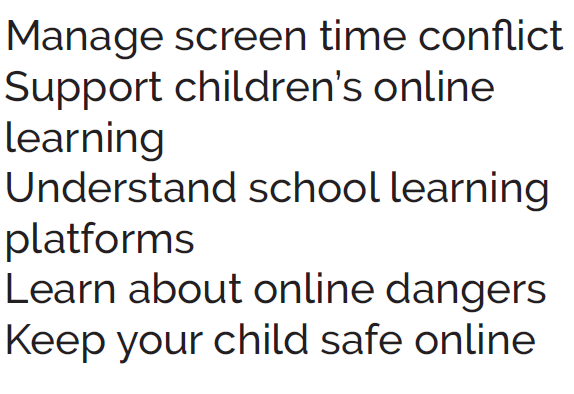 Manage screen time conflict
Support children’s online
learning
Understand school learning
platforms
Learn about online dangers
Keep your child safe online